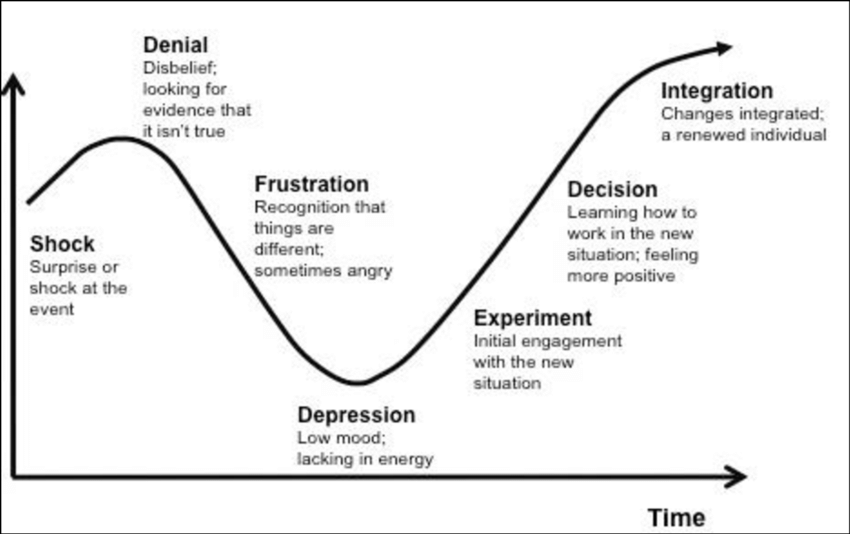 Denial
Disbelief;
looking for
evidence that
it isn't true
Frustration
Recognition that
things are
different;
sometimes angry
Shock
Surprise or
shock at the
event
Depression
Low mood;
lacking in energy
Experiment
Initial engagement
with the new
situation
Decision
Learning how to
work in the new
situation; feeling
more positive
Integration
Changes integrated;
a renewed individual
Time